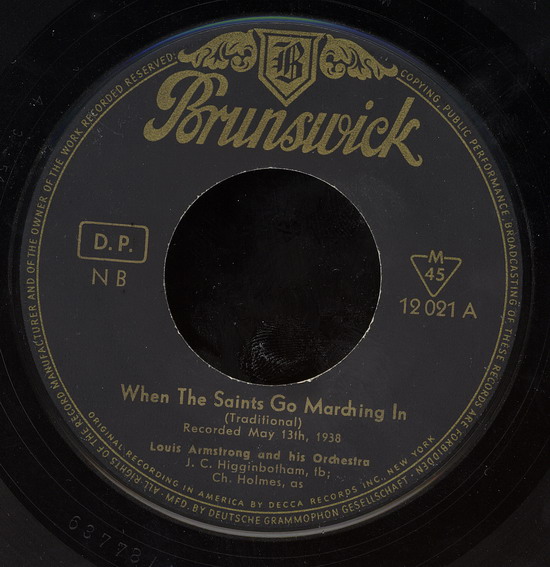 B
Brunswick
ALL RIGHTS OF THE RECORD MANUFACTURER AND OF THE OWNER OF THE WORK RECORDED RESERVED. COPYING, PUBLIC PERFORMANCE, BROADCASTING OF THESE RECORDS ARE FORBIDDEN
D. P.
N B
M
45
12 021 A
When The Saints Go Marching In
(Traditional)
Recorded May 13th, 1938
Louis Armstrong and his Orchestra
J. C. Higginbotham, tb;
Ch. Holmes, as
ORIGINAL RECORDING IN AMERICA BY DECCA RECORDS INC., NEW YORK
MFD. BY DEUTSCHE GRAMMOPHON GESELLSCHAFT